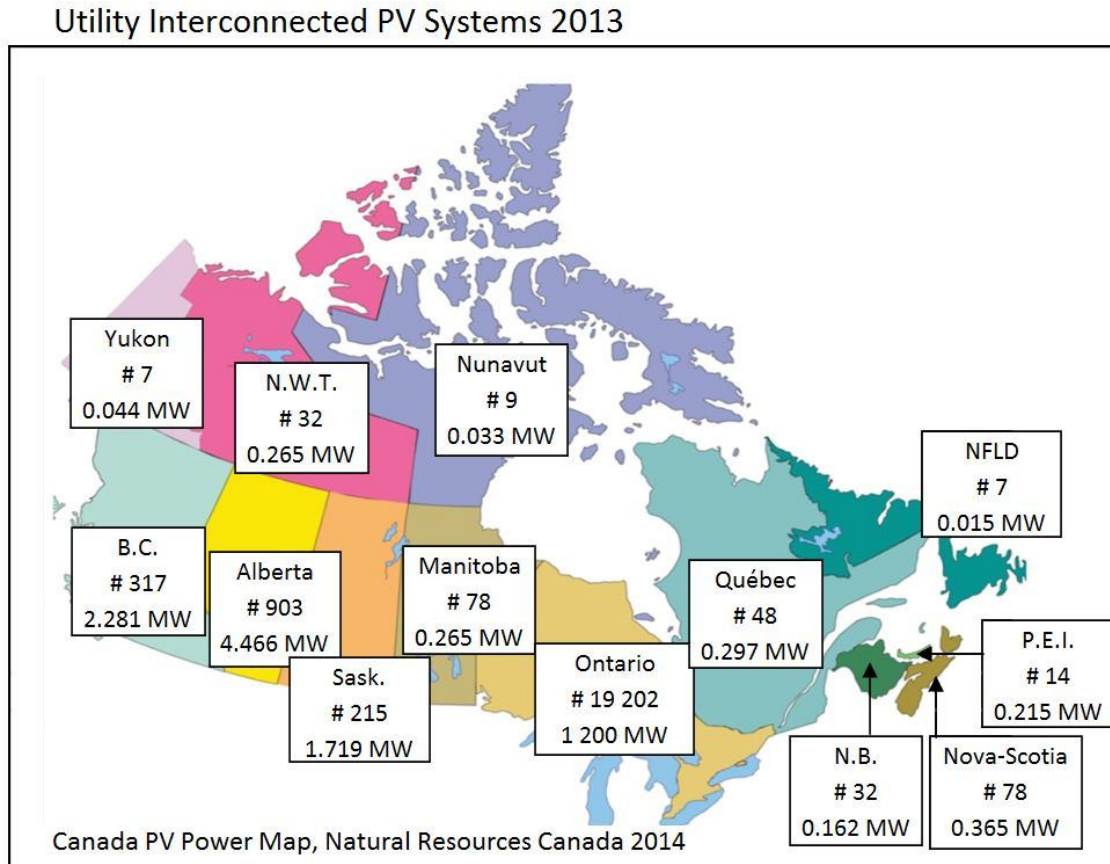 Utility Interconnected PV Systems 2013
Yukon
# 7
0.044 MW
N.W.T.
# 32
0.265 MW
Nunavut
# 9
0.033 MW
NFLD
# 7
0.015 MW
B.C.
# 317
2.281 MW
Alberta
# 903
4.466 MW
Sask.
# 215
1.719 MW
Manitoba
# 78
0.265 MW
Ontario
# 19 202
1 200 MW
Québec
# 48
0.297 MW
P.E.I.
# 14
0.215 MW
N.B.
# 32
0.162 MW
Nova-Scotia
# 78
0.365 MW
Canada PV Power Map, Natural Resources Canada 2014